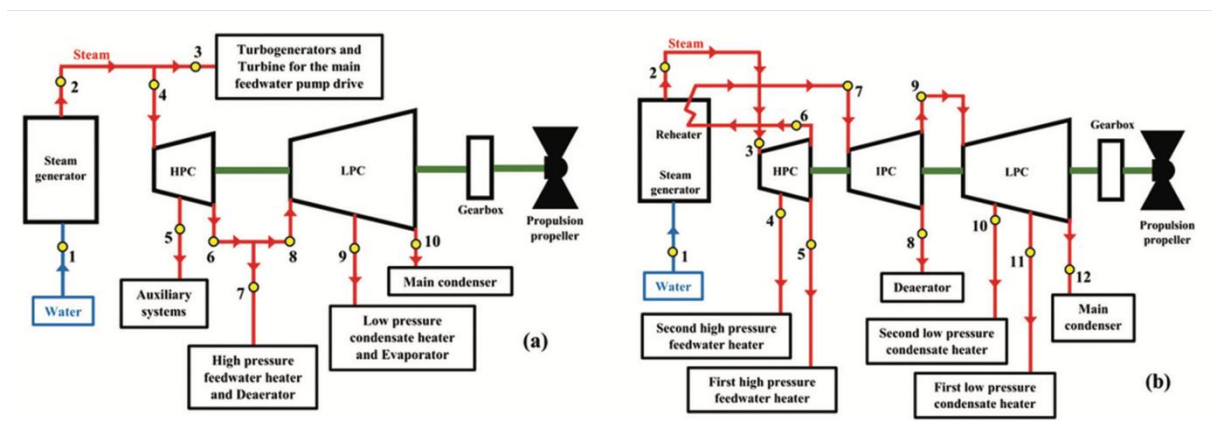 Steam
3
Turbogenerators and
Turbine for the main
feedwater pump drive
2
4
Steam
generator
HPC
LPC
Gearbox
Propulsion
propeller
1
5
6
8
9
10
7
Water
Auxiliary
systems
Main condenser
Low pressure
condensate heater
and Evaporator
High pressure
feedwater heater
and Deaerator
(a)
Steam
2
7
9
6
3
Reheater
Steam
generator
HPC
IPC
LPC
Gearbox
Propulsion
propeller
4
5
8
10
11
12
1
Water
Deaerator
Main
condenser
Second high pressure
feedwater heater
Second low pressure
condensate heater
First high pressure
feedwater heater
First low pressure
condensate heater
(b)